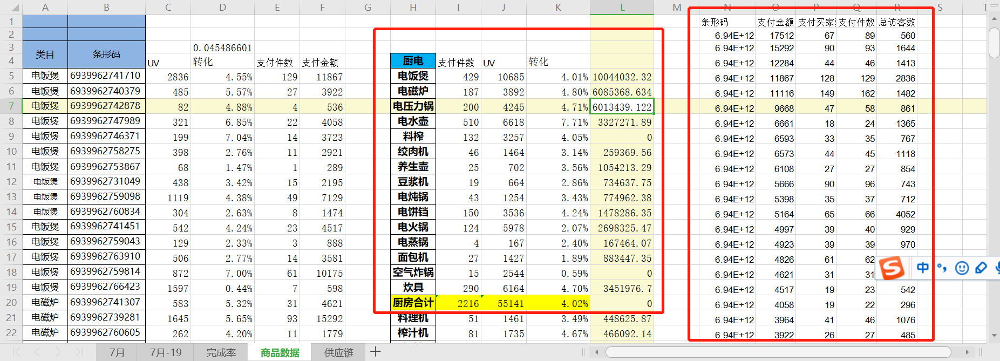 A B C D E F G H I J K L M N O P Q R S T
1 条形码 支付金额 支付买家 支付件数 总访客数
2 6.94E+12 17512 67 89 560
3 类目 条形码 0.045486601 6.94E+12 15292 90 93 1644
4 UV 转化 支付件数 支付金额 厨电 支付件数 UV 转化 6.94E+12 12284 44 46 1413
5 电饭煲 6939962741710 2836 4.55% 129 11867 电饭煲 429 10685 4.01% 10044032.32 6.94E+12 11867 128 129 2836
6 电饭煲 6939962740379 485 5.57% 27 3922 电磁炉 187 3892 4.80% 6085368.634 6.94E+12 11116 149 162 1482
7 电饭煲 6939962742878 82 4.88% 4 536 电压力锅 200 4245 4.71% 6013439.122 6.94E+12 9668 47 58 861
8 电饭煲 6939962747989 321 6.85% 22 4058 电水壶 510 6618 7.71% 3327271.89 6.94E+12 6661 18 24 1365
9 电饭煲 6939962746371 199 7.04% 14 3723 料榨 132 3257 4.05% 0 6.94E+12 6593 33 35 767
10 电饭煲 6939962758275 398 2.76% 11 2921 绞肉机 46 1464 3.14% 259369.56 6.94E+12 6573 44 45 1118
11 电饭煲 6939962753867 68 1.47% 1 289 养生壶 25 702 3.56% 1054213.29 6.94E+12 6108 27 27 854
12 电饭煲 6939962731049 438 3.42% 15 2195 豆浆机 19 664 2.86% 734637.75 6.94E+12 5666 90 96 743
13 电饭煲 6939962759098 1119 4.38% 49 7129 电炖锅 43 1254 3.43% 774962.38 6.94E+12 5398 35 37 712
14 电饭煲 6939962760834 304 2.63% 8 1474 电饼铛 150 3536 4.24% 1478286.35 6.94E+12 5164 65 66 4052
15 电饭煲 6939962741451 542 4.24% 23 4517 电火锅 124 5978 2.07% 2698325.47 6.94E+12 4997 39 40 929
16 电饭煲 6939962759043 129 2.33% 3 888 电蒸锅 4 167 2.40% 167464.07 6.94E+12 4923 39 39 970
17 电饭煲 6939962763910 506 2.77% 14 3581 面包机 27 1427 1.89% 883447.35 6.94E+12 4826 61 62
18 电饭煲 6939962759814 872 7.00% 61 10175 空气炸锅 15 2544 0.59% 0 6.94E+12 4621 31 31
19 电饭煲 6939962766423 1597 0.44% 7 598 炊具 290 6164 4.70% 3451976.7 6.94E+12 4517 19 23 542
20 电磁炉 6939962741307 583 5.32% 31 4621 厨房合计 2216 55141 4.02% 0 6.94E+12 4058 19 22 296
21 电磁炉 6939962739281 1645 5.65% 93 15292 料理机 51 1461 3.49% 448625.87 6.94E+12 3964 41 46 1076
22 电磁炉 6939962760605 262 4.20% 11 1779 榨汁机 81 1735 4.67% 466092.14 6.94E+12 3922 26 27 485
S 中
7月 7月-19 完成率 商品数据 供应链